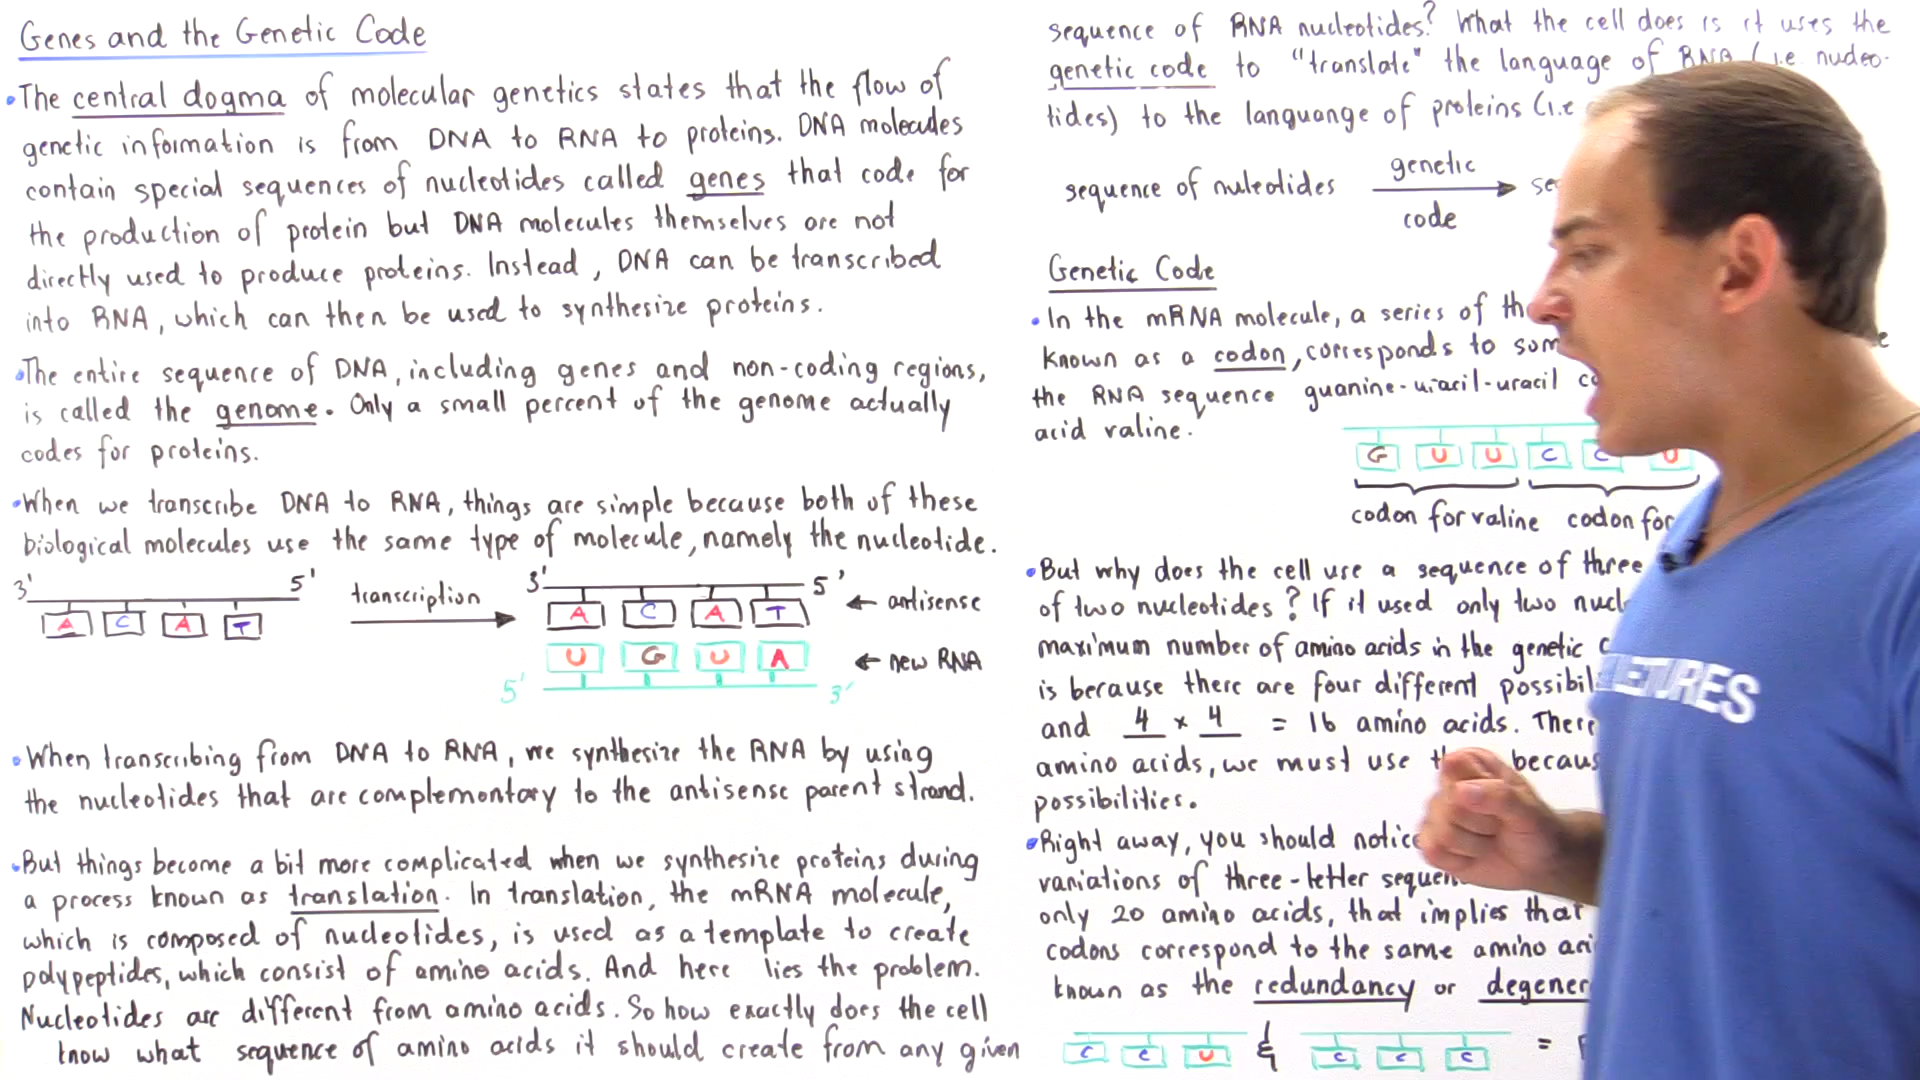 Genes and the Genetic Code
•The central dogma of molecular genetics states that the flow of
genetic information is from DNA to RNA to proteins. DNA molecules
contain special sequences of nucleotides called genes that code for
the production of protein but DNA molecules themselves are not
directly used to produce proteins. Instead, DNA can be transcribed
into RNA, which can then be used to synthesize proteins.
•The entire sequence of DNA, including genes and non-coding regions,
is called the genome. Only a small percent of the genome actually
codes for proteins.
•When we transcribe DNA to RNA, things are simple because both of these
biological molecules use the same type of molecule, namely the nucleotide.
3' 5' transcription 3' 5'
A C A T A C A T ← antisense
U G U A ← new RNA
5' 3'
•When transcribing from DNA to RNA, we synthesize the RNA by using
the nucleotides that are complementary to the antisense parent strand.
•But things become a bit more complicated when we synthesize proteins during
a process known as translation. In translation, the mRNA molecule,
which is composed of nucleotides, is used as a template to create
polypeptides, which consist of amino acids. And here lies the problem.
Nucleotides are different from amino acids. So how exactly does the cell
know what sequence of amino acids it should create from any given
sequence of RNA nucleotides? What the cell does is it uses the
genetic code to "translate" the language of RNA (i.e. nucleo-
tides) to the languange of proteins (i.e
sequence of nuleotides genetic code
Genetic Code
•In the mRNA molecule, a series of
known as a codon, corresponds to
the RNA sequence guanine-uracil-uracil
acid valine.
G U U C C U
codon for valine codon for
•But why does the cell use a sequence of three
of two nucleotides? If it used only two
maximum number of amino acids in the genetic
is because there are four different
and 4 × 4 = 16 amino acids.
amino acids, we must use
possibilities.
•Right away, you should notice
variations of three-letter
only 20 amino acids, that implies that
codons correspond to the same amino
known as the redundancy or
C C U & C C C =